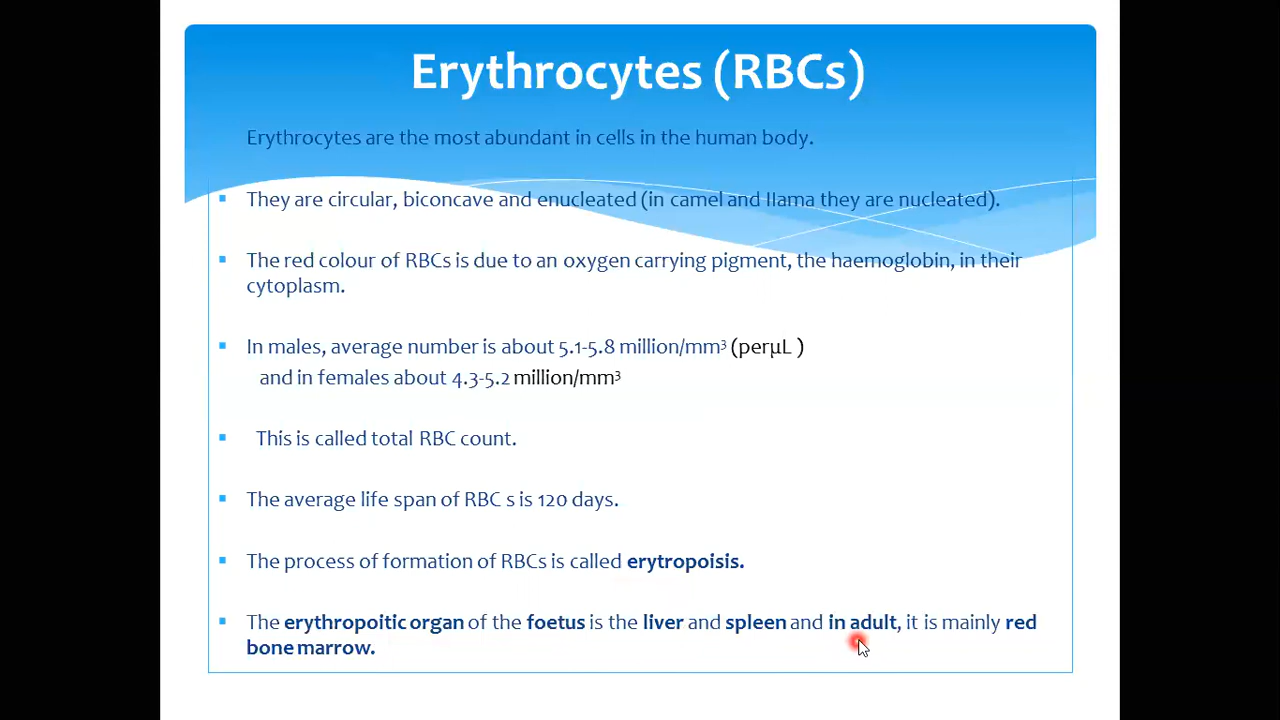 Erythrocytes (RBCs)
Erythrocytes are the most abundant in cells in the human body.
▪ They are circular, biconcave and enucleated (in camel and IIama they are nucleated).
▪ The red colour of RBCs is due to an oxygen carrying pigment, the haemoglobin, in their
cytoplasm.
▪ In males, average number is about 5.1-5.8 million/mm³ (perµL )
and in females about 4.3-5.2 million/mm³
▪ This is called total RBC count.
▪ The average life span of RBC s is 120 days.
▪ The process of formation of RBCs is called erytropoisis.
▪ The erythropoitic organ of the foetus is the liver and spleen and in adult, it is mainly red
bone marrow.